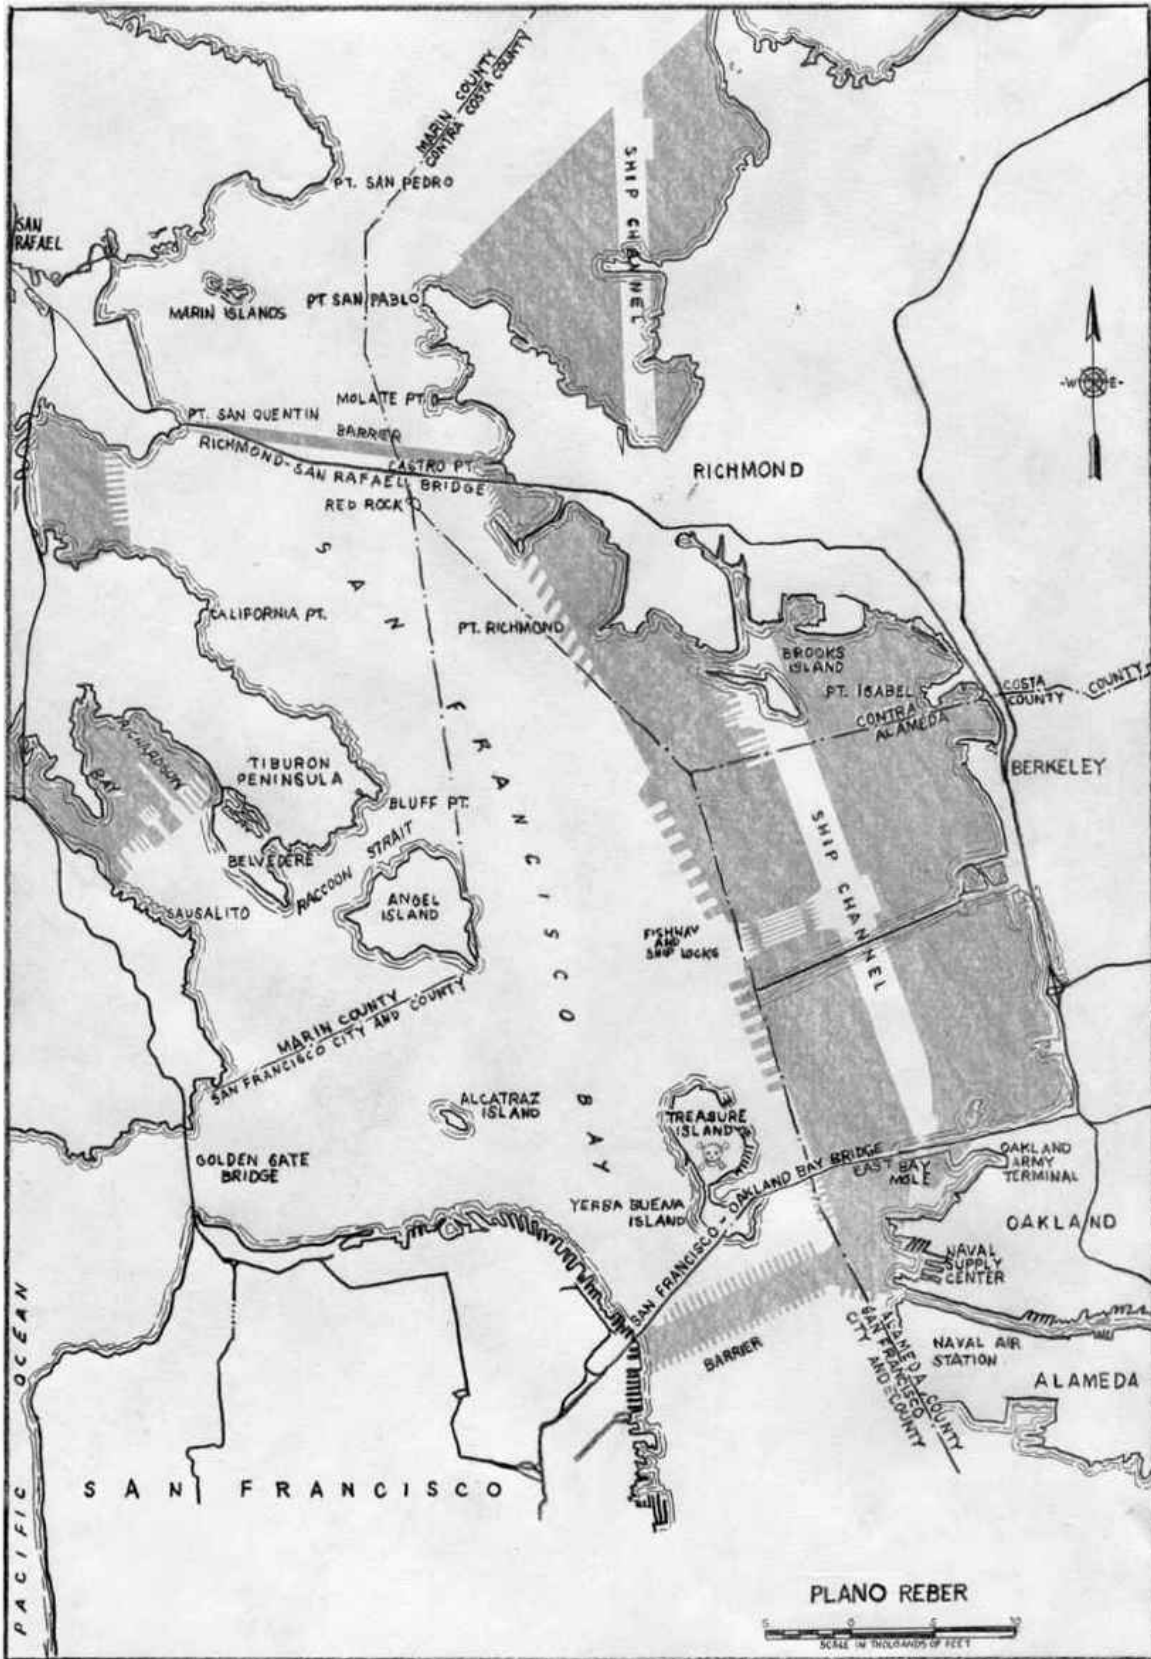 MARIN COUNTY
CONTRA COSTA COUNTY
SHIP CHANNEL
PT. SAN PEDRO
SAN
RAFAEL
MARIN ISLANDS
PT. SAN PABLO
MOLATE PT.
-W
E-
PT. SAN QUENTIN
BARRIER
CASTRO PT.
RICHMOND-SAN RAFAEL BRIDGE
RED ROCK
RICHMOND
SAN FRANCISCO BAY
CALIFORNIA PT.
PT. RICHMOND
BROOKS
ISLAND
PT. ISABEL
CONTRA COSTA COUNTY
ALAMEDA COUNTY
BERKELEY
RICHARDSON
BAY
TIBURON
PENINSULA
BLUFF PT.
BELVEDERE
RACCOON STRAIT
SAUSALITO
ANGEL
ISLAND
SHIP CHANNEL
FISHWAY
AND
SHIP LOCKS
MARIN COUNTY
SAN FRANCISCO CITY AND COUNTY
ALCATRAZ
ISLAND
TREASURE
ISLAND
GOLDEN GATE
BRIDGE
YERBA BUENA
ISLAND
SAN FRANCISCO - OAKLAND BAY BRIDGE
EAST BAY
MOLE
OAKLAND
ARMY
TERMINAL
OAKLAND
NAVAL
SUPPLY
CENTER
BARRIER
ALAMEDA COUNTY
SAN FRANCISCO
CITY AND COUNTY
NAVAL AIR
STATION
ALAMEDA
PACIFIC OCEAN
SAN FRANCISCO
PLANO REBER
5 0 5 10
SCALE IN THOUSANDS OF FEET